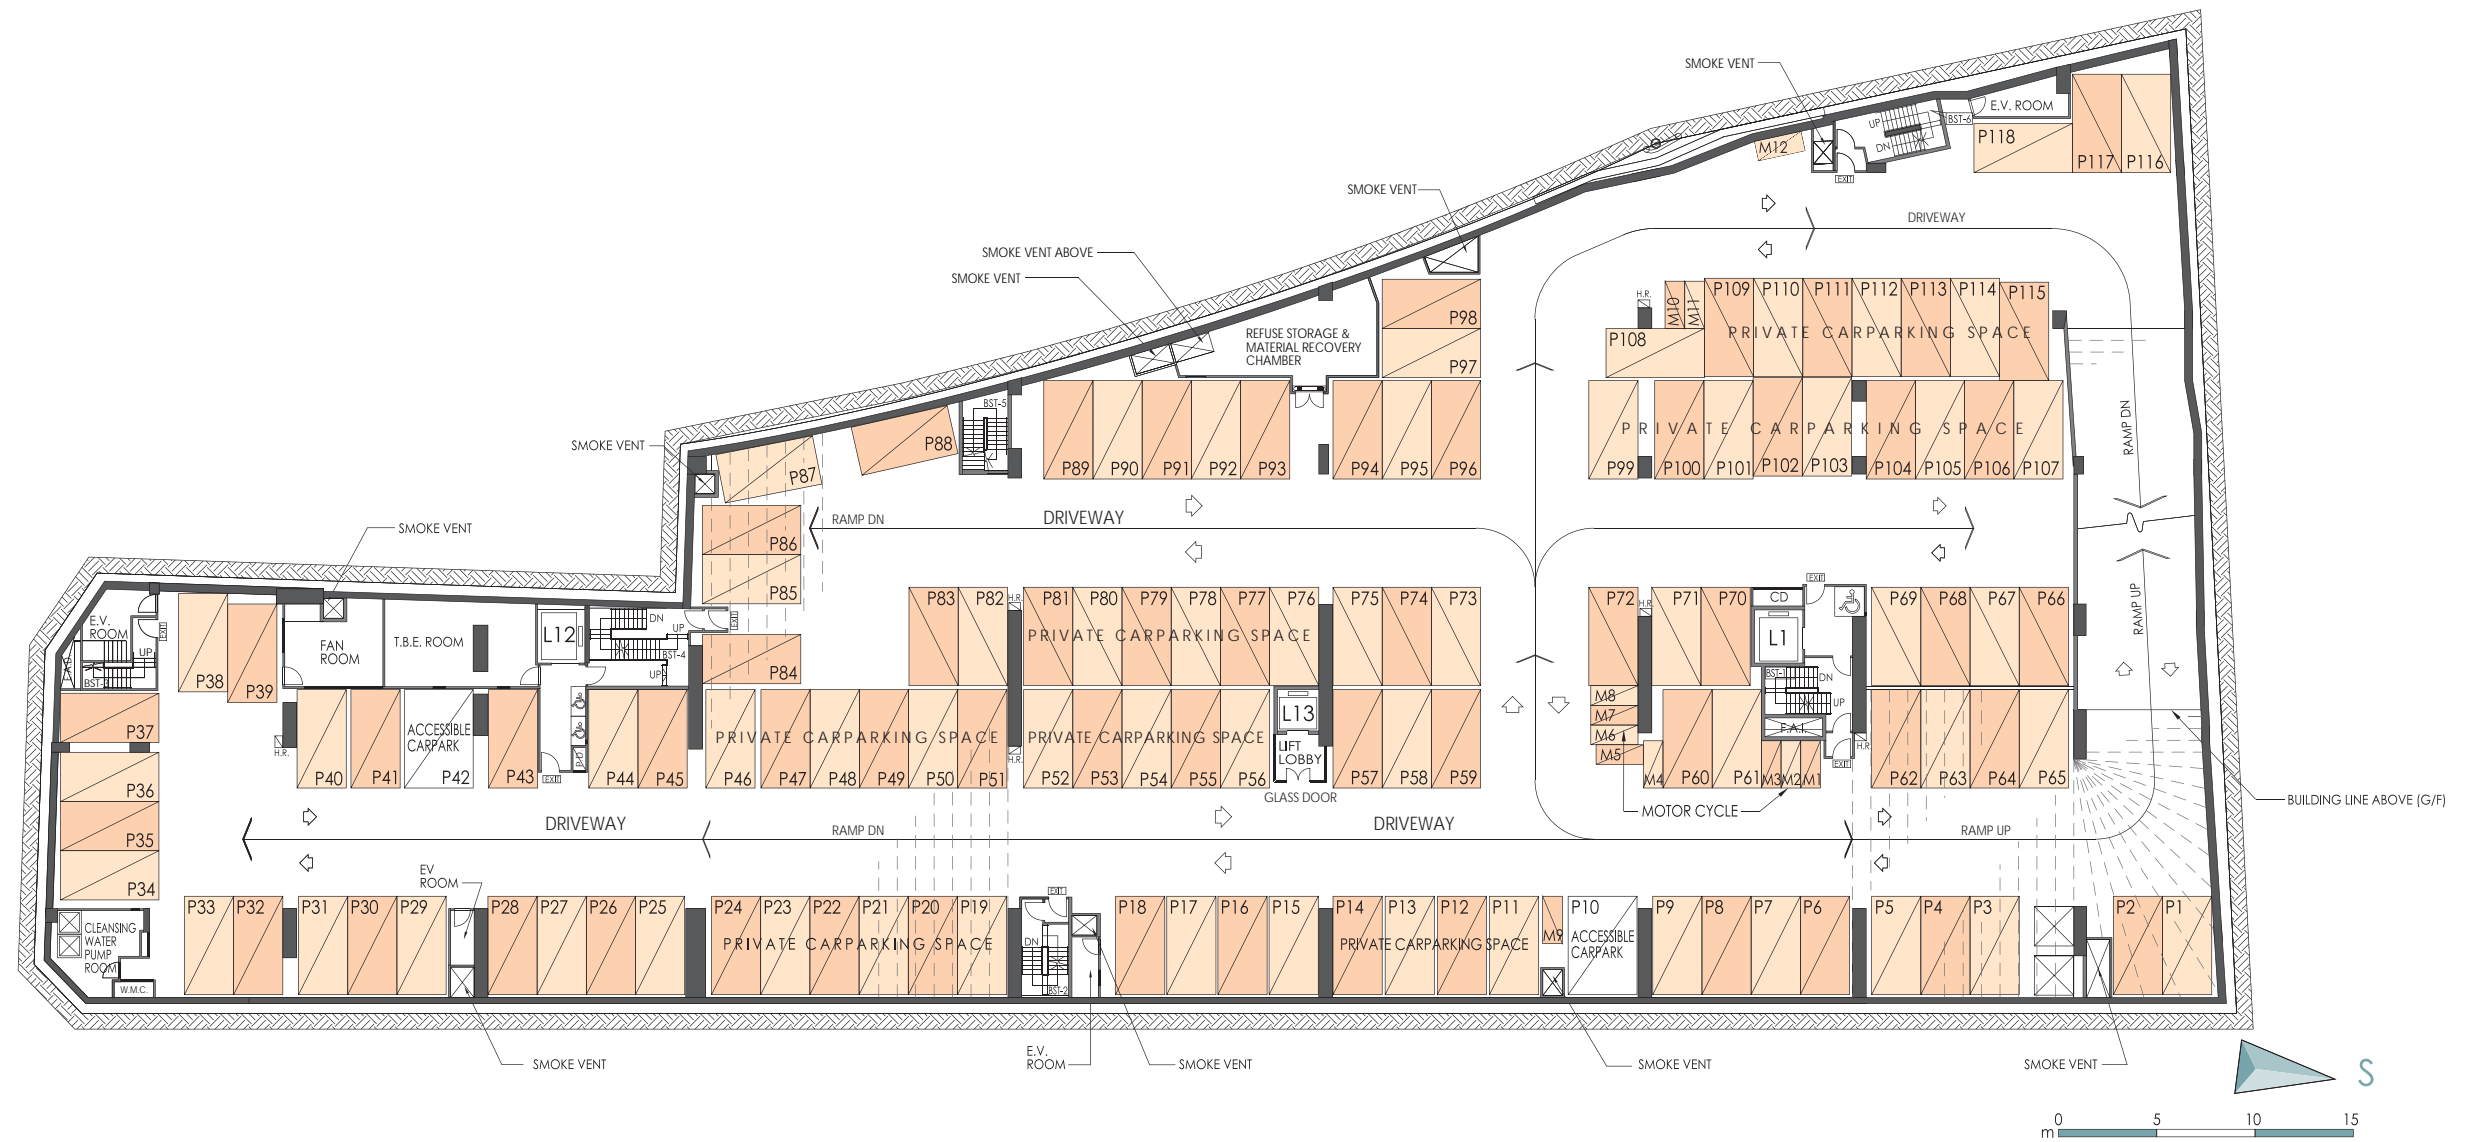 SMOKE VENT
E.V. ROOM
BST-6
UP
DN
M12
EXIT
P118
P117
P116
SMOKE VENT
DRIVEWAY
SMOKE VENT ABOVE
SMOKE VENT
REFUSE STORAGE &
MATERIAL RECOVERY
CHAMBER
P98
P97
H.R.
M10
M11
P109
P110
P111
P112
P113
P114
P115
PRIVATE CARPARKING SPACE
P108
SMOKE VENT
P87
P88
BST-5
P89
P90
P91
P92
P93
P94
P95
P96
P99
P100
P101
P102
P103
P104
P105
P106
P107
PRIVATE CARPARKING SPACE
RAMP DN
SMOKE VENT
P86
P85
RAMP DN
DRIVEWAY
RAMP UP
E.V.
ROOM
UP
BST-3
EXIT
P38
P39
FAN
ROOM
T.B.E. ROOM
L12
DN
UP
BST-4
UP
EXIT
P84
P83
P82
H.R.
P81
P80
P79
P78
P77
P76
PRIVATE CARPARKING SPACE
P75
P74
P73
P72
H.R.
P71
P70
CD
L1
EXIT
BST-1
DN
UP
F.A.I.
EXIT
H.R.
P69
P68
P67
P66
P37
P36
P35
P34
H.R.
P40
P41
ACCESSIBLE
CARPARK
P42
P43
EXIT
P.D.
P44
P45
P46
P47
P48
P49
P50
P51
PRIVATE CARPARKING SPACE
H.R.
P52
P53
P54
P55
P56
PRIVATE CARPARKING SPACE
L13
LIFT
LOBBY
GLASS DOOR
P57
P58
P59
M8
M7
M6
M5
M4
P60
P61
M3
M2
M1
MOTOR CYCLE
P62
P63
P64
P65
BUILDING LINE ABOVE (G/F)
DRIVEWAY
RAMP DN
DRIVEWAY
RAMP UP
CLEANSING
WATER
PUMP
ROOM
W.M.C.
P33
P32
P31
P30
P29
EV
ROOM
P28
P27
P26
P25
P24
P23
P22
P21
P20
P19
PRIVATE CARPARKING SPACE
EXIT
DN
BST-2
P18
P17
P16
P15
P14
P13
P12
P11
PRIVATE CARPARKING SPACE
M9
P10
ACCESSIBLE
CARPARK
P9
P8
P7
P6
P5
P4
P3
P2
P1
SMOKE VENT
E.V.
ROOM
SMOKE VENT
SMOKE VENT
SMOKE VENT
S
m
0
5
10
15